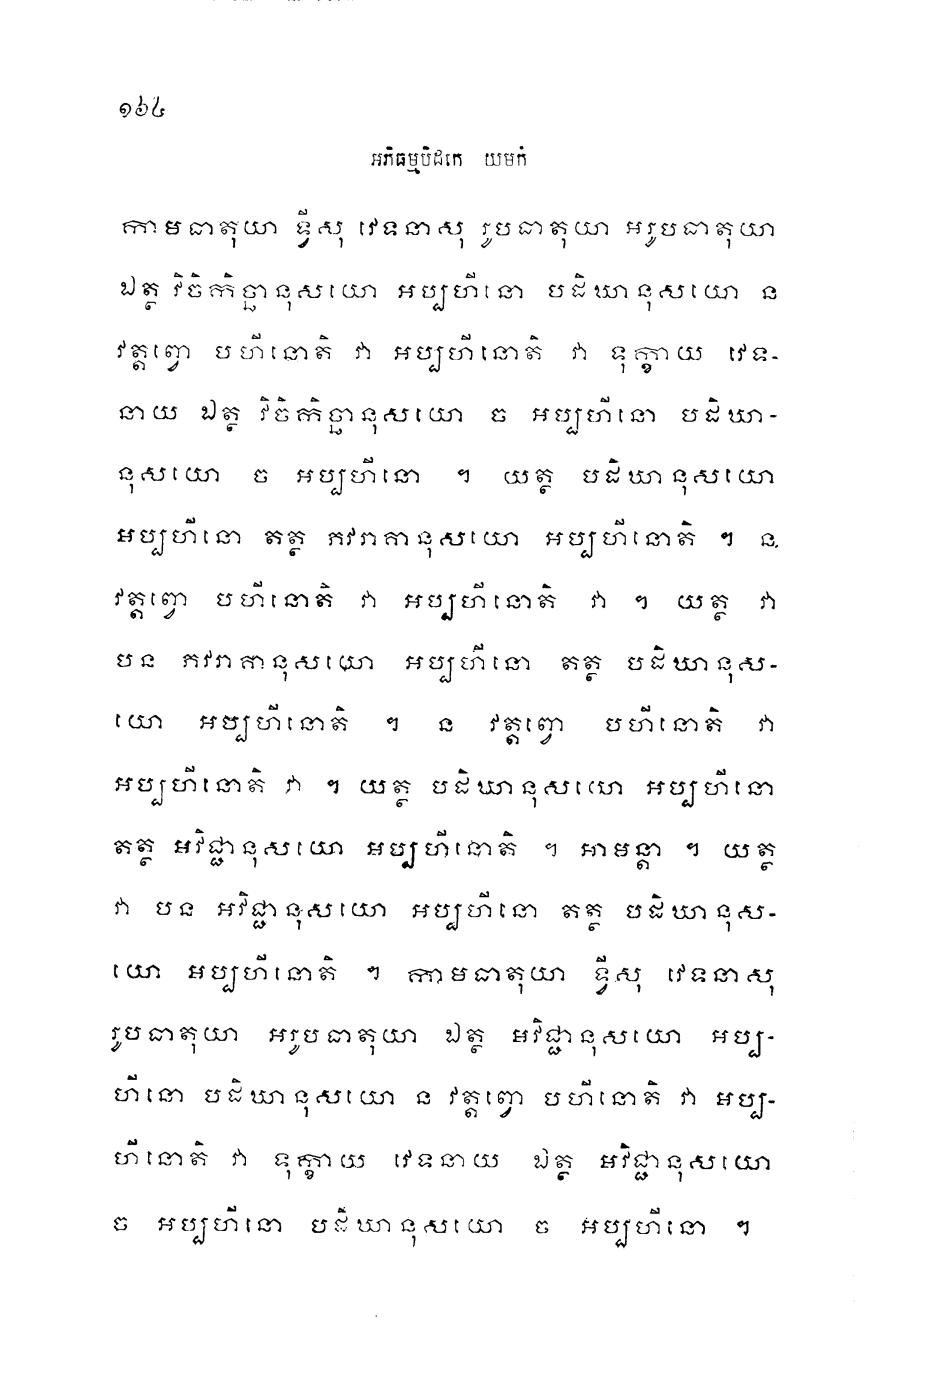 ១៦៤
អភិធម្មបិដកេ យមកំ
កាមធាតុយា ទ្វីសុ វេទនាសុ រូបធាតុយា អរូបធាតុយា
ឯត្ថ វិចិកិច្ឆានុសយោ អប្បហីនោ បដិឃានុសយោ ន
វត្តព្វោ បហីនោតិ វា អប្បហីនោតិ វា ទុក្ខាយ វេទ-
នាយ ឯត្ថ វិចិកិច្ឆានុសយោ ច អប្បហីនោ បដិឃា-
នុសយោ ច អប្បហីនោ ។ យត្ថ បដិឃានុសយោ
អប្បហីនោ តត្ថ ភវរាគានុសយោ អប្បហីនោតិ ។ ន
វត្តព្វោ បហីនោតិ វា អប្បហីនោតិ វា ។ យត្ថ វា
បន ភវរាគានុសយោ អប្បហីនោ តត្ថ បដិឃានុស-
យោ អប្បហីនោតិ ។ ន វត្តព្វោ បហីនោតិ វា
អប្បហីនោតិ វា ។ យត្ថ បដិឃានុសយោ អប្បហីនោ
តត្ថ អវិជ្ជានុសយោ អប្បហីនោតិ ។ អាមន្តា ។ យត្ថ
វា បន អវិជ្ជានុសយោ អប្បហីនោ តត្ថ បដិឃានុស-
យោ អប្បហីនោតិ ។ កាមធាតុយា ទ្វីសុ វេទនាសុ
រូបធាតុយា អរូបធាតុយា ឯត្ថ អវិជ្ជានុសយោ អប្ប-
ហីនោ បដិឃានុសយោ ន វត្តព្វោ បហីនោតិ វា អប្ប-
ហីនោតិ វា ទុក្ខាយ វេទនាយ ឯត្ថ អវិជ្ជានុសយោ
ច អប្បហីនោ បដិឃានុសយោ ច អប្បហីនោ ។